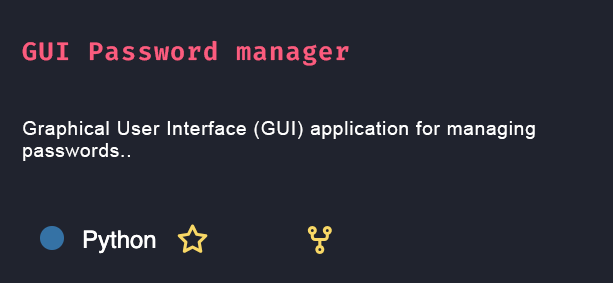 GUI Password manager
Graphical User Interface (GUI) application for managing
passwords..
Python